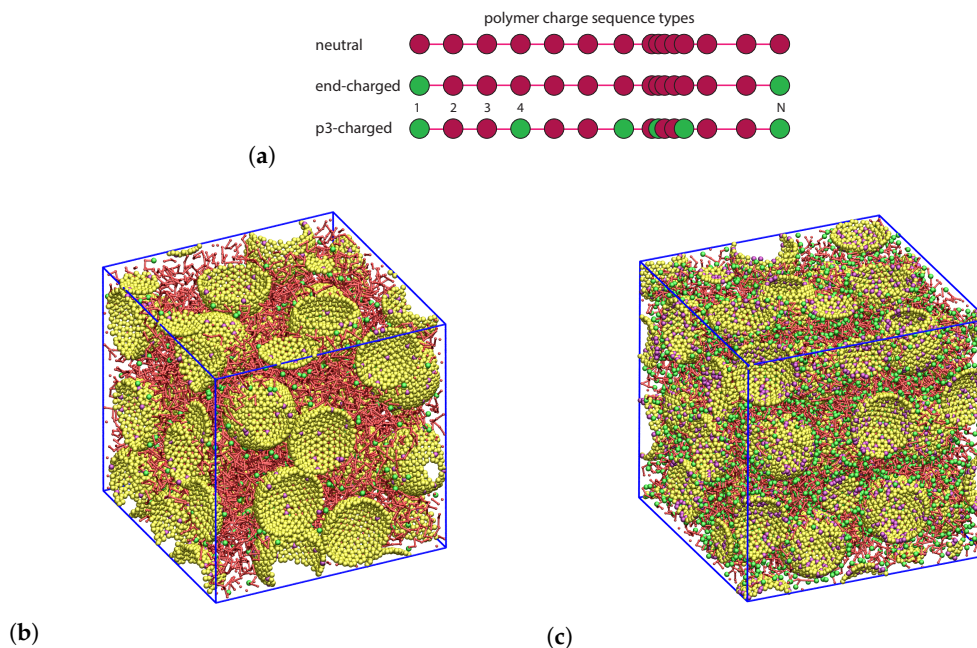 polymer charge sequence types
neutral
end-charged
1 2 3 4 N
p3-charged
(a)
(b) (c)